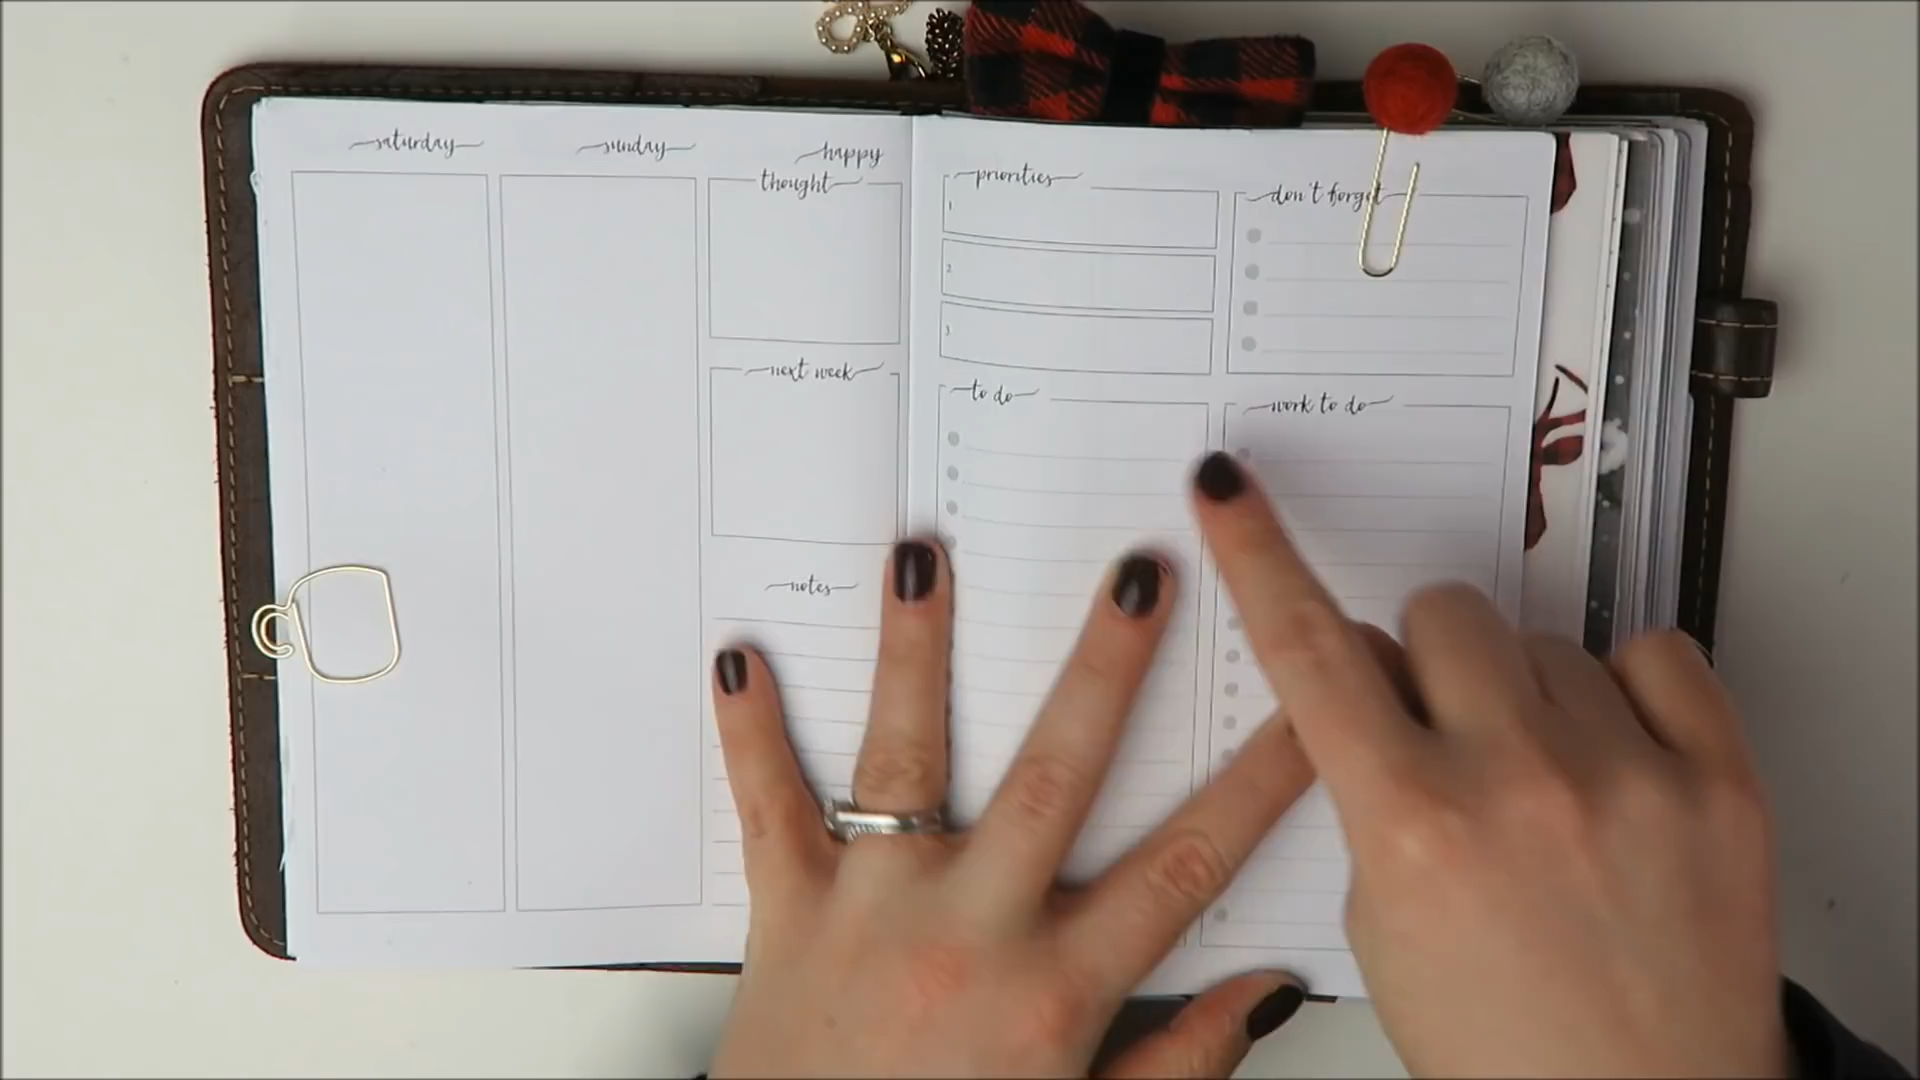 saturday
sunday
happy
thought
next week
notes
priorities
1
2
3
don't forget
to do
work to do